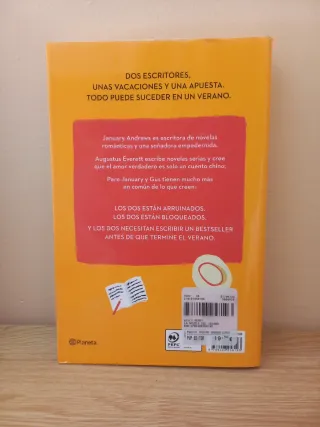 DOS ESCRITORES,
UNAS VACACIONES Y UNA APUESTA.
TODO PUEDE SUCEDER EN UN VERANO.
January Andrews es escritora de novelas
románticas y una soñadora empedernida.
Augustus Everett escribe novelas serias y cree
que el amor verdadero es solo un cuento chino.
Pero January y Gus tienen mucho más
en común de lo que creen:
LOS DOS ESTÁN ARRUINADOS.
LOS DOS ESTÁN BLOQUEADOS.
Y LOS DOS NECESITAN ESCRIBIR UN BESTSELLER
ANTES DE QUE TERMINE EL VERANO.
Planeta